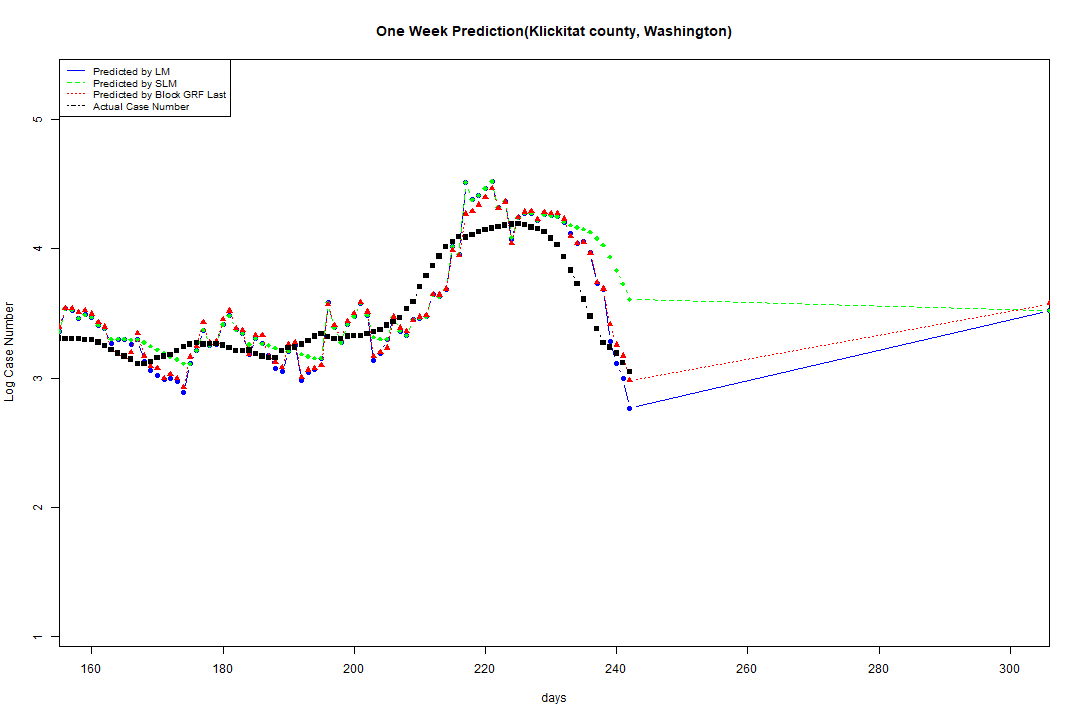 One Week Prediction(Klickitat county, Washington)
Predicted by LM
Predicted by SLM
Predicted by Block GRF Last
Actual Case Number
Log Case Number
5
4
3
2
1
160 180 200 220 240 260 280 300
days